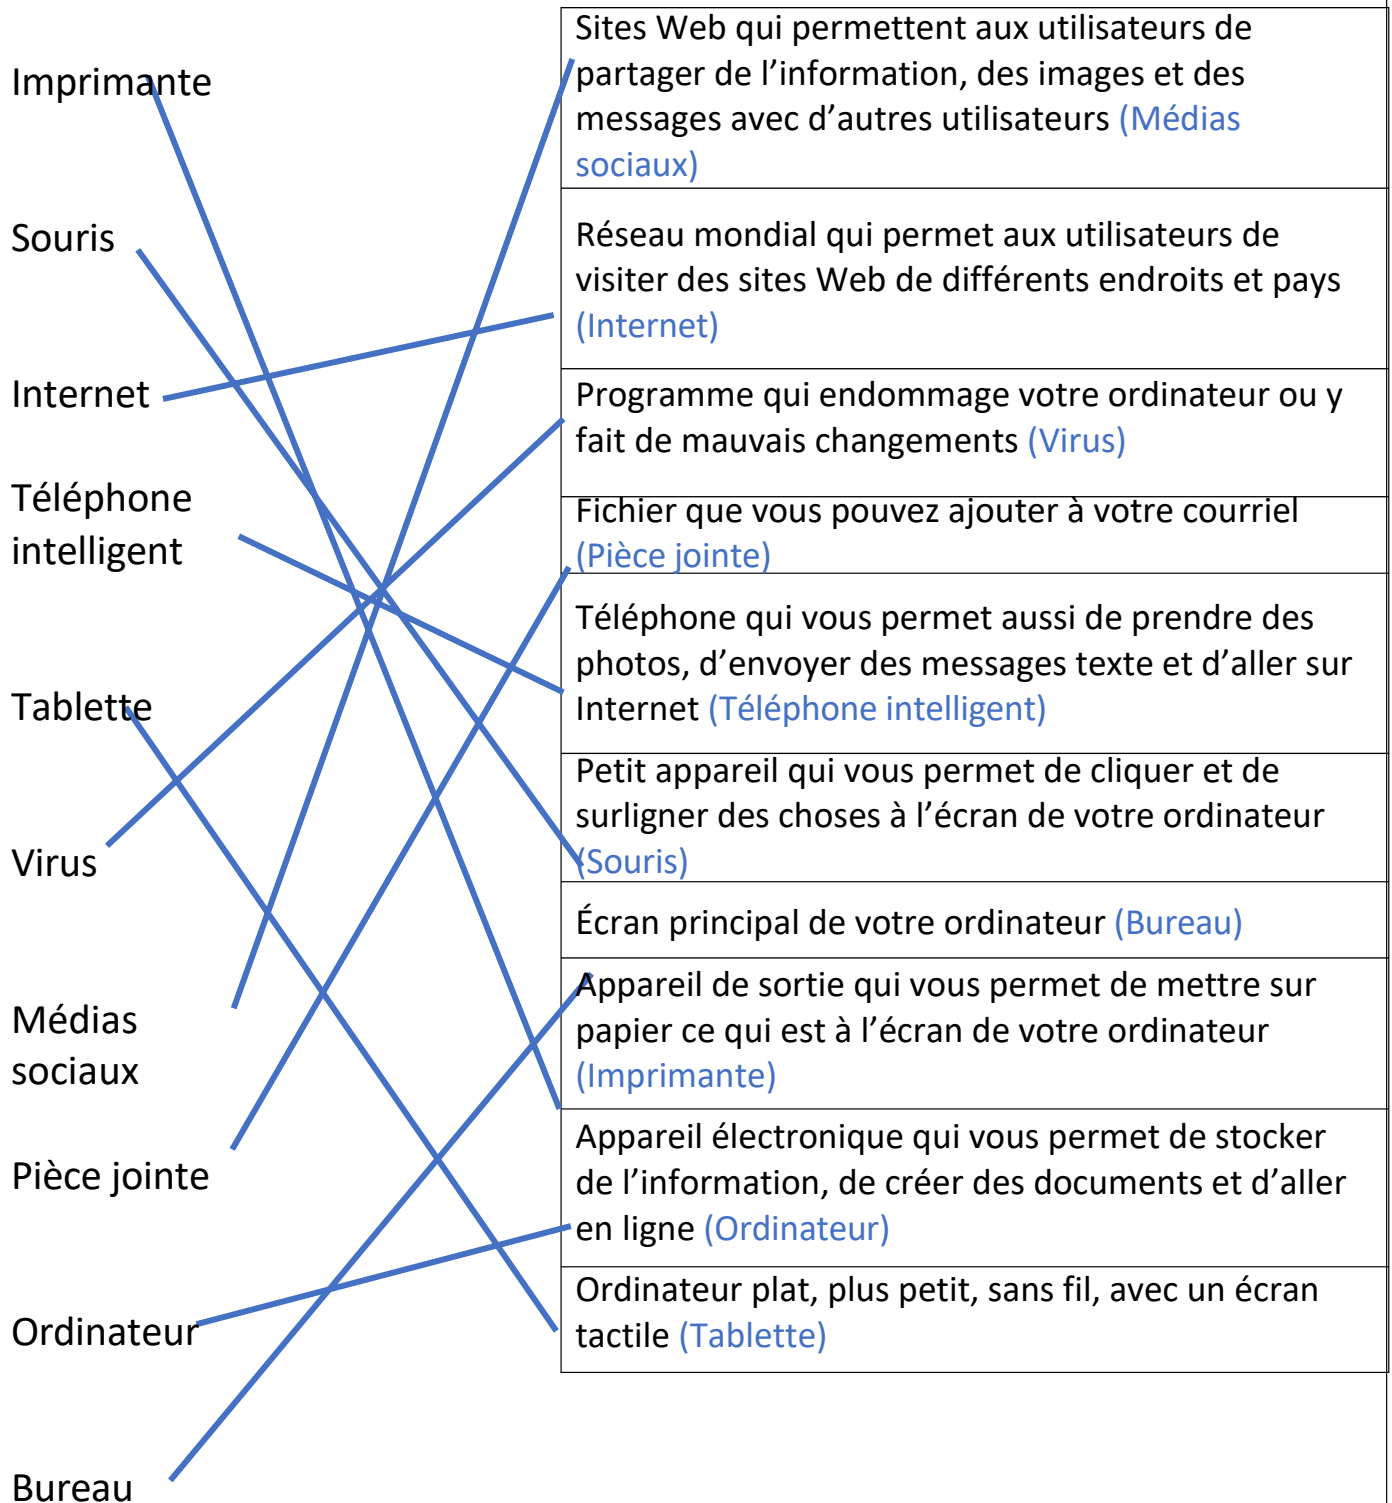 Imprimante
Souris
Internet
Téléphone
intelligent
Tablette
Virus
Médias
sociaux
Pièce jointe
Ordinateur
Bureau
Sites Web qui permettent aux utilisateurs de
partager de l’information, des images et des
messages avec d’autres utilisateurs (Médias
sociaux)
Réseau mondial qui permet aux utilisateurs de
visiter des sites Web de différents endroits et pays
(Internet)
Programme qui endommage votre ordinateur ou y
fait de mauvais changements (Virus)
Fichier que vous pouvez ajouter à votre courriel
(Pièce jointe)
Téléphone qui vous permet aussi de prendre des
photos, d’envoyer des messages texte et d’aller sur
Internet (Téléphone intelligent)
Petit appareil qui vous permet de cliquer et de
surligner des choses à l’écran de votre ordinateur
(Souris)
Écran principal de votre ordinateur (Bureau)
Appareil de sortie qui vous permet de mettre sur
papier ce qui est à l’écran de votre ordinateur
(Imprimante)
Appareil électronique qui vous permet de stocker
de l’information, de créer des documents et d’aller
en ligne (Ordinateur)
Ordinateur plat, plus petit, sans fil, avec un écran
tactile (Tablette)